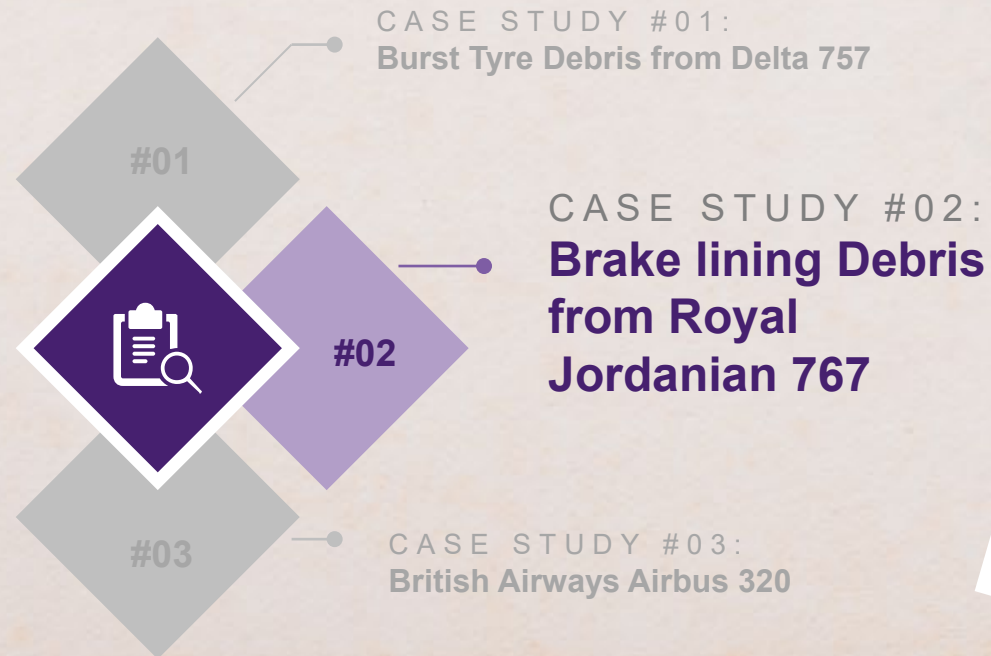 CASE STUDY #01:
Burst Tyre Debris from Delta 757
#01
CASE STUDY #02:
Brake lining Debris
from Royal
Jordanian 767
#02
#03
CASE STUDY #03:
British Airways Airbus 320